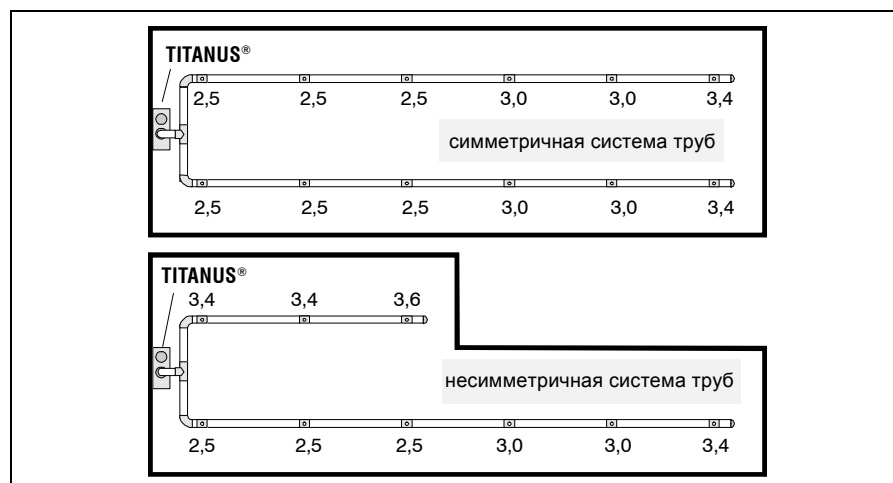 TITANUS®
2,5 2,5 2,5 3,0 3,0 3,4
симметричная система труб
2,5 2,5 2,5 3,0 3,0 3,4
TITANUS®
3,4 3,4 3,6
несимметричная система труб
2,5 2,5 2,5 3,0 3,0 3,4